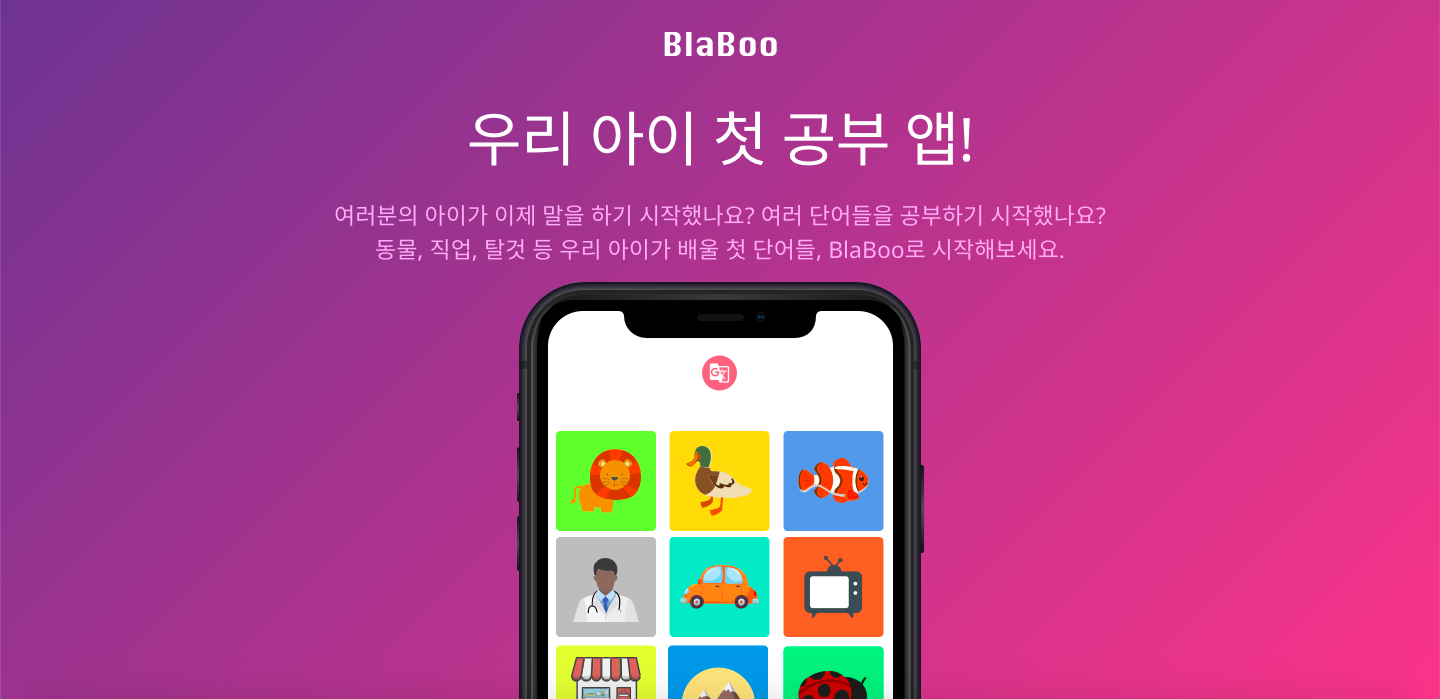 BlaBoo
우리 아이 첫 공부 앱!
여러분의 아이가 이제 말을 하기 시작했나요? 여러 단어들을 공부하기 시작했나요?
동물, 직업, 탈것 등 우리 아이가 배울 첫 단어들, BlaBoo로 시작해보세요.